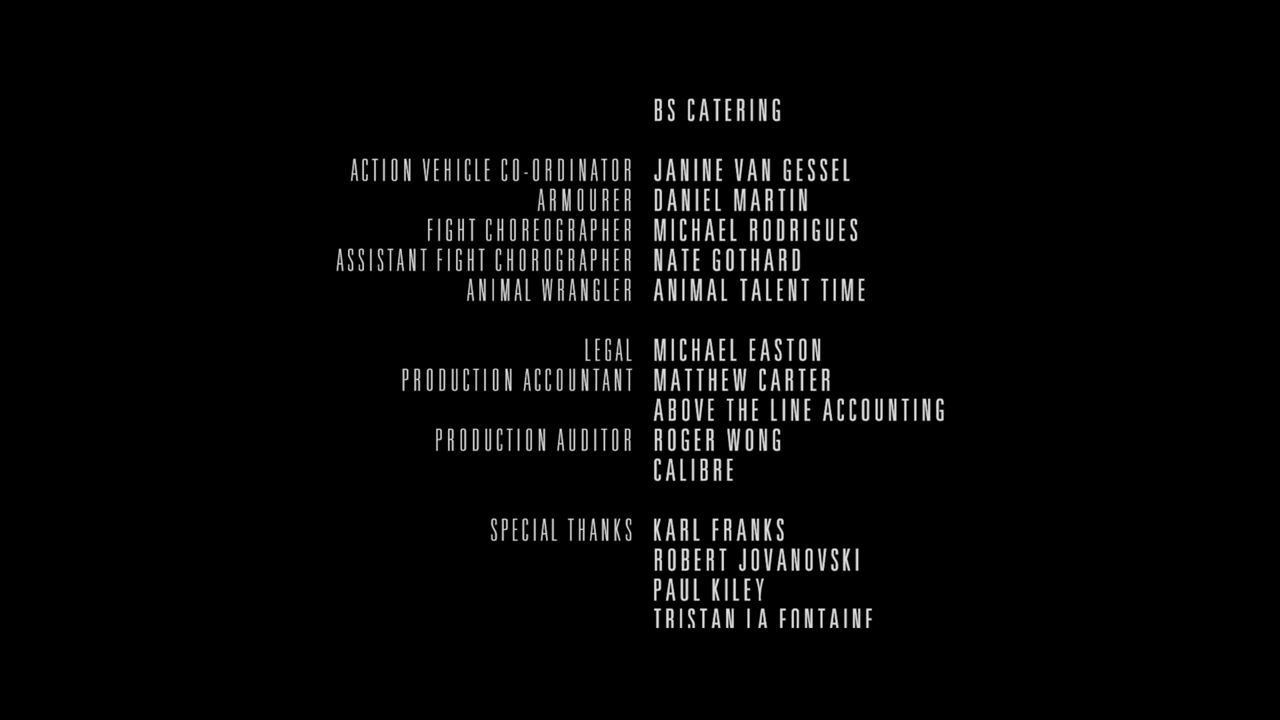 BS CATERING
ACTION VEHICLE CO-ORDINATOR JANINE VAN GESSEL
ARMOURER DANIEL MARTIN
FIGHT CHOREOGRAPHER MICHAEL RODRIGUES
ASSISTANT FIGHT CHOROGRAPHER NATE GOTHARD
ANIMAL WRANGLER ANIMAL TALENT TIME
LEGAL MICHAEL EASTON
PRODUCTION ACCOUNTANT MATTHEW CARTER
ABOVE THE LINE ACCOUNTING
PRODUCTION AUDITOR ROGER WONG
CALIBRE
SPECIAL THANKS KARL FRANKS
ROBERT JOVANOVSKI
PAUL KILEY
TRISTAN LA FONTAINE